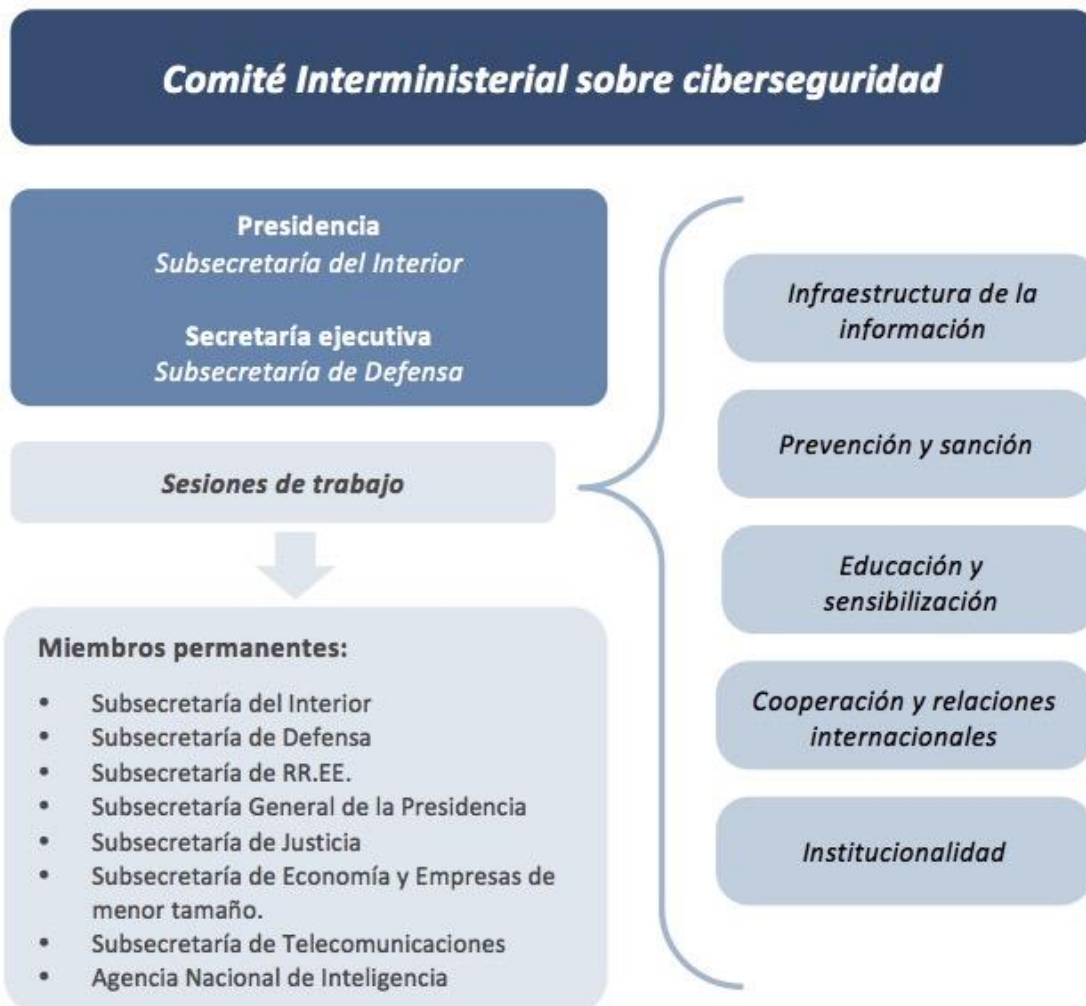 Comité Interministerial sobre ciberseguridad
Presidencia
Subsecretaría del Interior
Secretaría ejecutiva
Subsecretaría de Defensa
Sesiones de trabajo
Miembros permanentes:
• Subsecretaría del Interior
• Subsecretaría de Defensa
• Subsecretaría de RR.EE.
• Subsecretaría General de la Presidencia
• Subsecretaría de Justicia
• Subsecretaría de Economía y Empresas de
menor tamaño.
• Subsecretaría de Telecomunicaciones
• Agencia Nacional de Inteligencia
Infraestructura de la
información
Prevención y sanción
Educación y
sensibilización
Cooperación y relaciones
internacionales
Institucionalidad